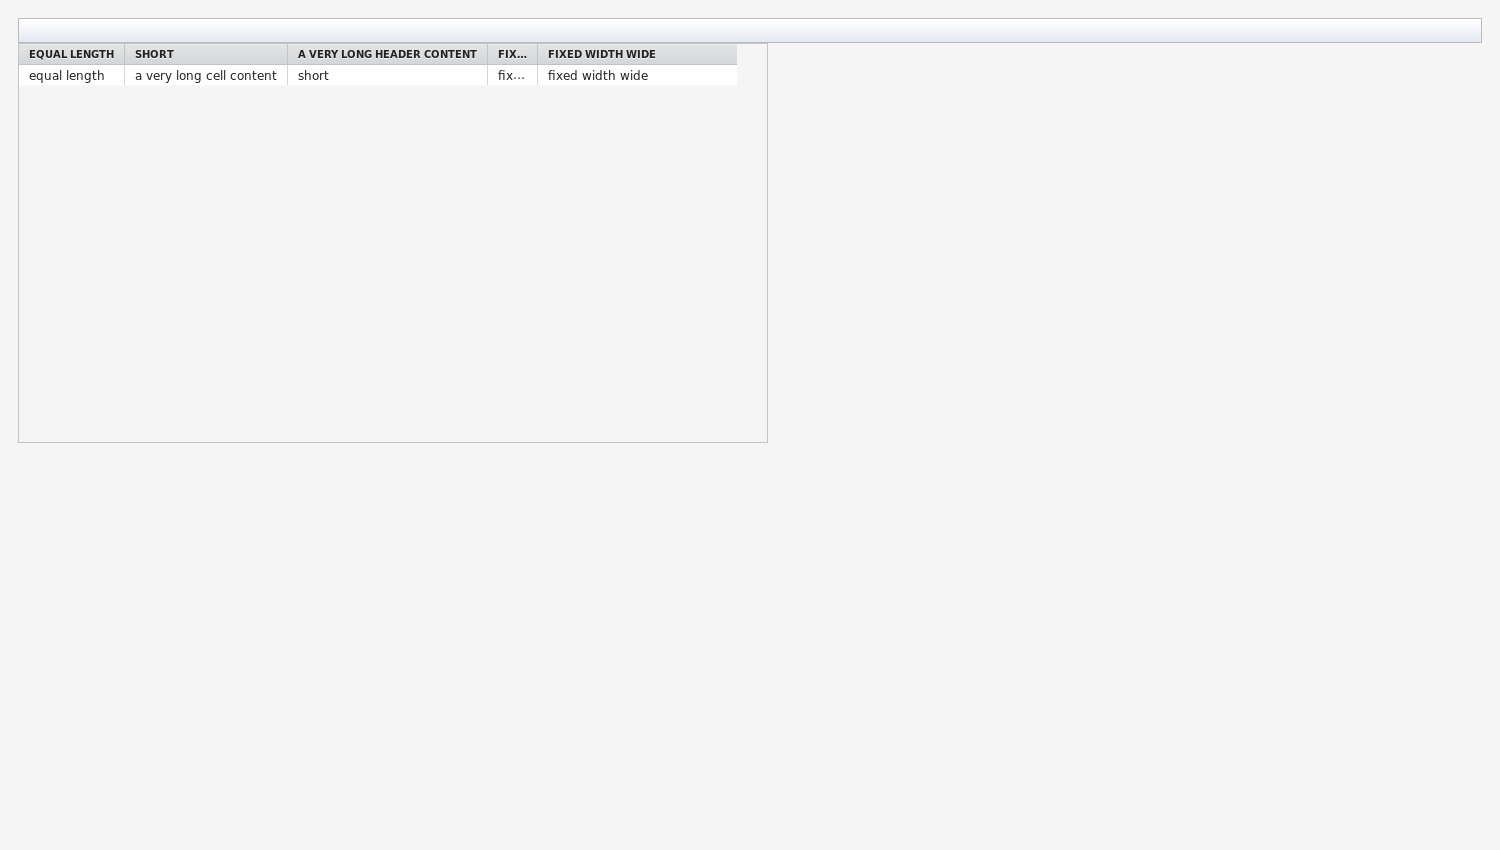 EQUAL LENGTH SHORT A VERY LONG HEADER CONTENT FIX... FIXED WIDTH WIDE
equal length a very long cell content short fix... fixed width wide